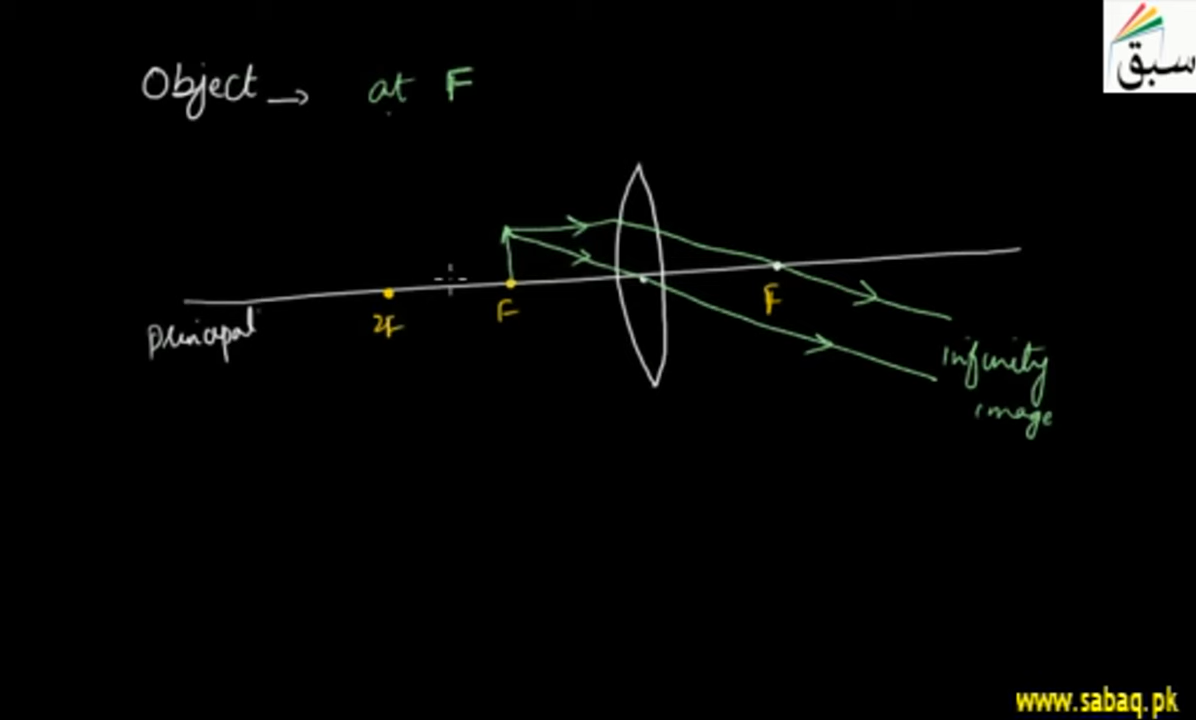 Object → at F
سبق
2F
F
F
Principal
infinity
image
www.sabaq.pk